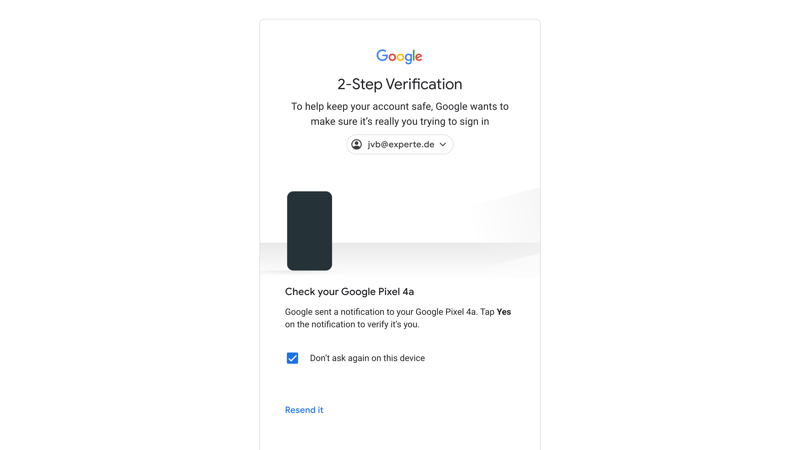 Google
2-Step Verification
To help keep your account safe, Google wants to
make sure it's really you trying to sign in
jvb@experte.de
Check your Google Pixel 4a
Google sent a notification to your Google Pixel 4a. Tap Yes
on the notification to verify it's you.
Don't ask again on this device
Resend it